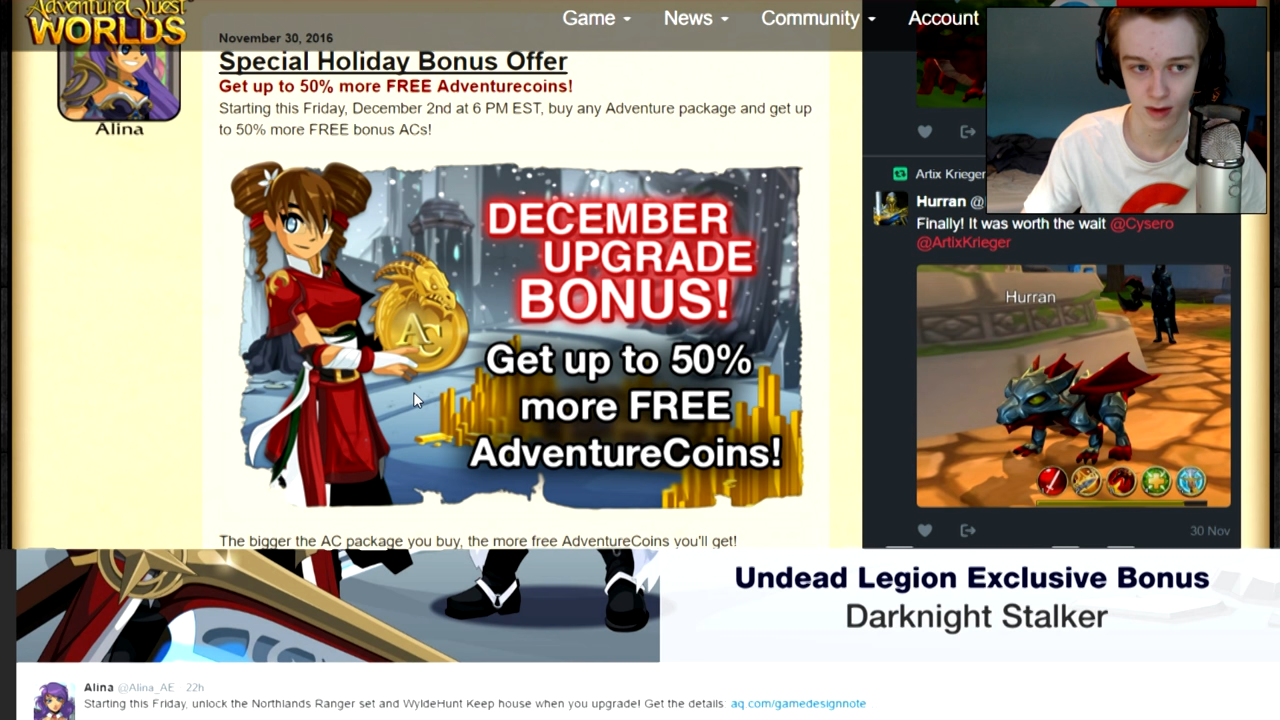 AdventureQuest
WORLDS
Game
News
Community
Account
November 30, 2016
Special Holiday Bonus Offer
Get up to 50% more FREE Adventurecoins!
Starting this Friday, December 2nd at 6 PM EST, buy any Adventure package and get up
to 50% more FREE bonus ACs!
Alina
DECEMBER
UPGRADE
BONUS!
Get up to 50%
more FREE
AdventureCoins!
AC
The bigger the AC package you buy, the more free AdventureCoins you'll get!
Artix Krieger
Hurran @
Finally! It was worth the wait @Cysero
@ArtixKrieger
Hurran
30 Nov
Undead Legion Exclusive Bonus
Darknight Stalker
Alina @Alina_AE 22h
Starting this Friday, unlock the Northlands Ranger set and WyldeHunt Keep house when you upgrade! Get the details aq com/gamedesignnote